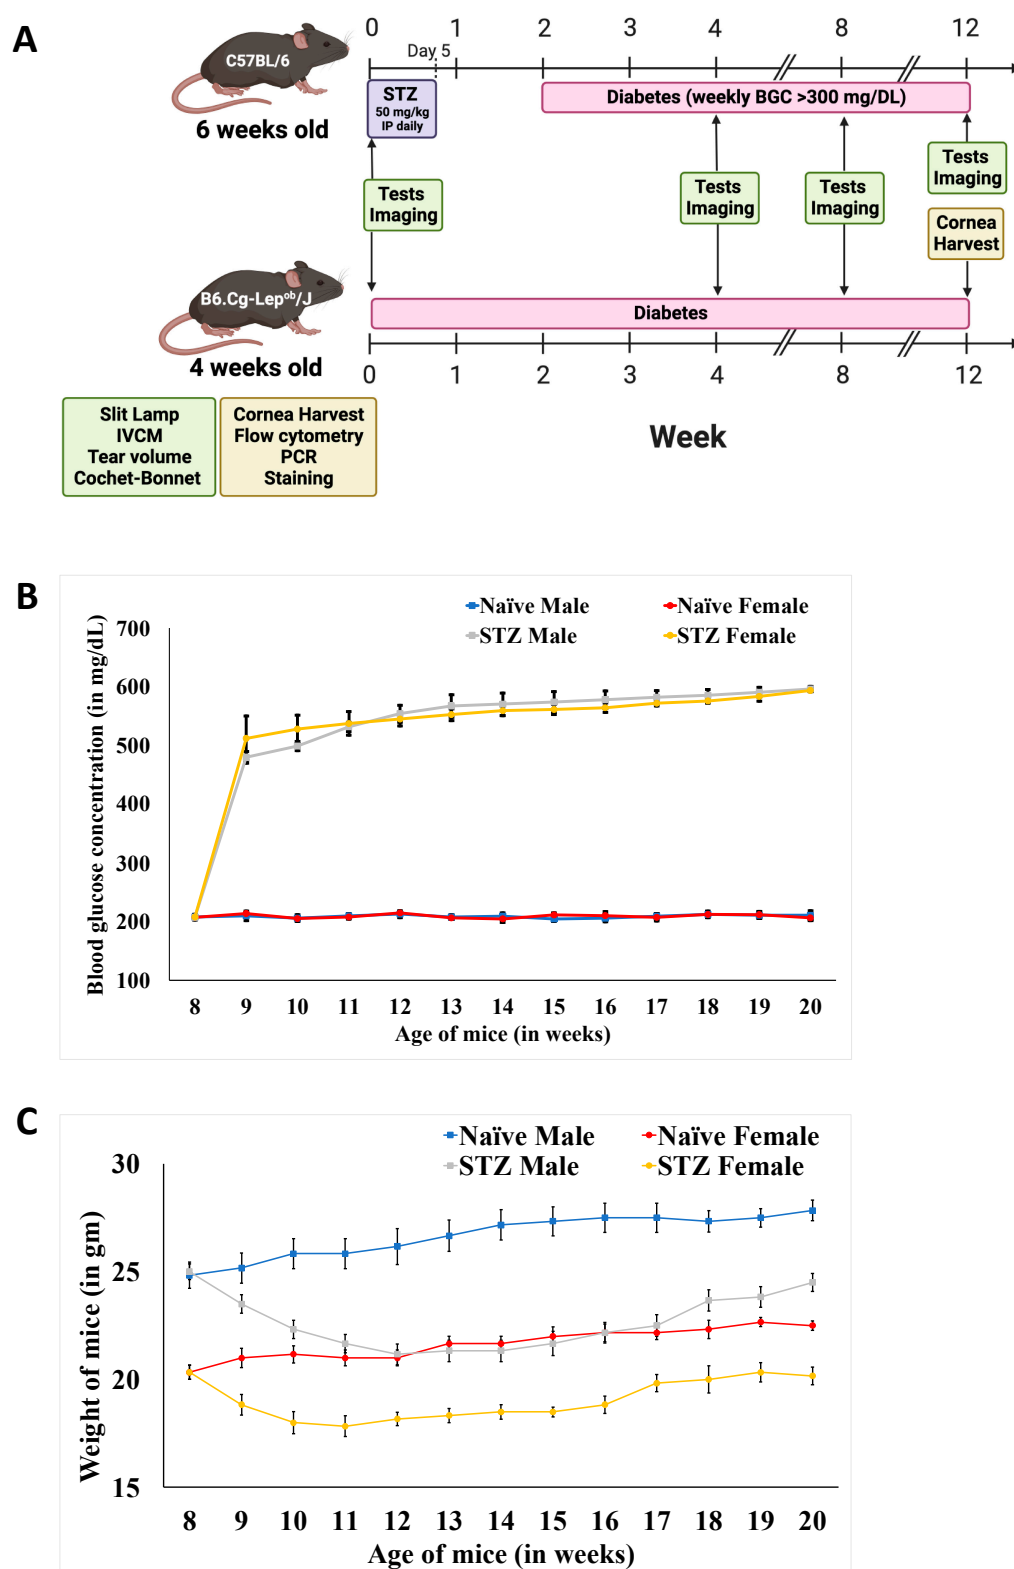 A
0 1 2 3 4 8 12
Day 5
C57BL/6
6 weeks old
STZ
50 mg/kg
IP daily
Diabetes (weekly BGC >300 mg/DL)
Tests
Imaging
Tests
Imaging
Tests
Imaging
Tests
Imaging
Cornea
Harvest
B6.Cg-Lepᵒᵇ/J
4 weeks old
Diabetes
0 1 2 3 4 8 12
Week
Slit Lamp
IVCM
Tear volume
Cochet-Bonnet
Cornea Harvest
Flow cytometry
PCR
Staining
B
Naïve Male Naïve Female
STZ Male STZ Female
Blood glucose concentration (in mg/dL)
700
600
500
400
300
200
100
8 9 10 11 12 13 14 15 16 17 18 19 20
Age of mice (in weeks)
C
Naïve Male Naïve Female
STZ Male STZ Female
Weight of mice (in gm)
30
25
20
15
8 9 10 11 12 13 14 15 16 17 18 19 20
Age of mice (in weeks)